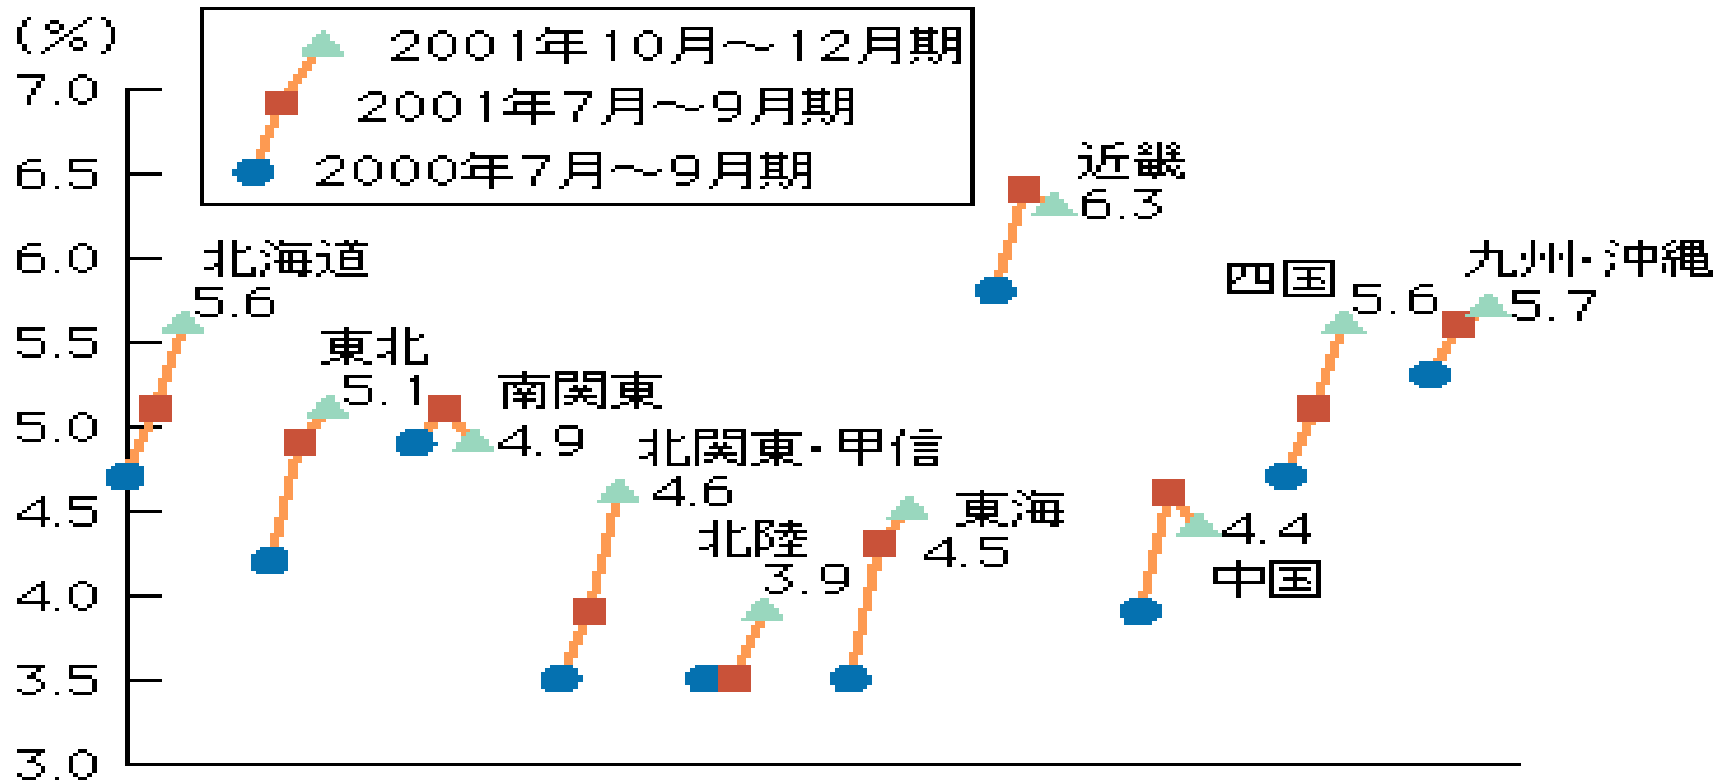 (%)
7.0
6.5
6.0
5.5
5.0
4.5
4.0
3.5
3.0
2001年10月～12月期
2001年7月～9月期
2000年7月～9月期
北海道
5.6
東北
5.1
南関東
4.9
北関東・甲信
4.6
北陸
3.9
東海
4.5
近畿
6.3
4.4
中国
四国
5.6
九州・沖縄
5.7